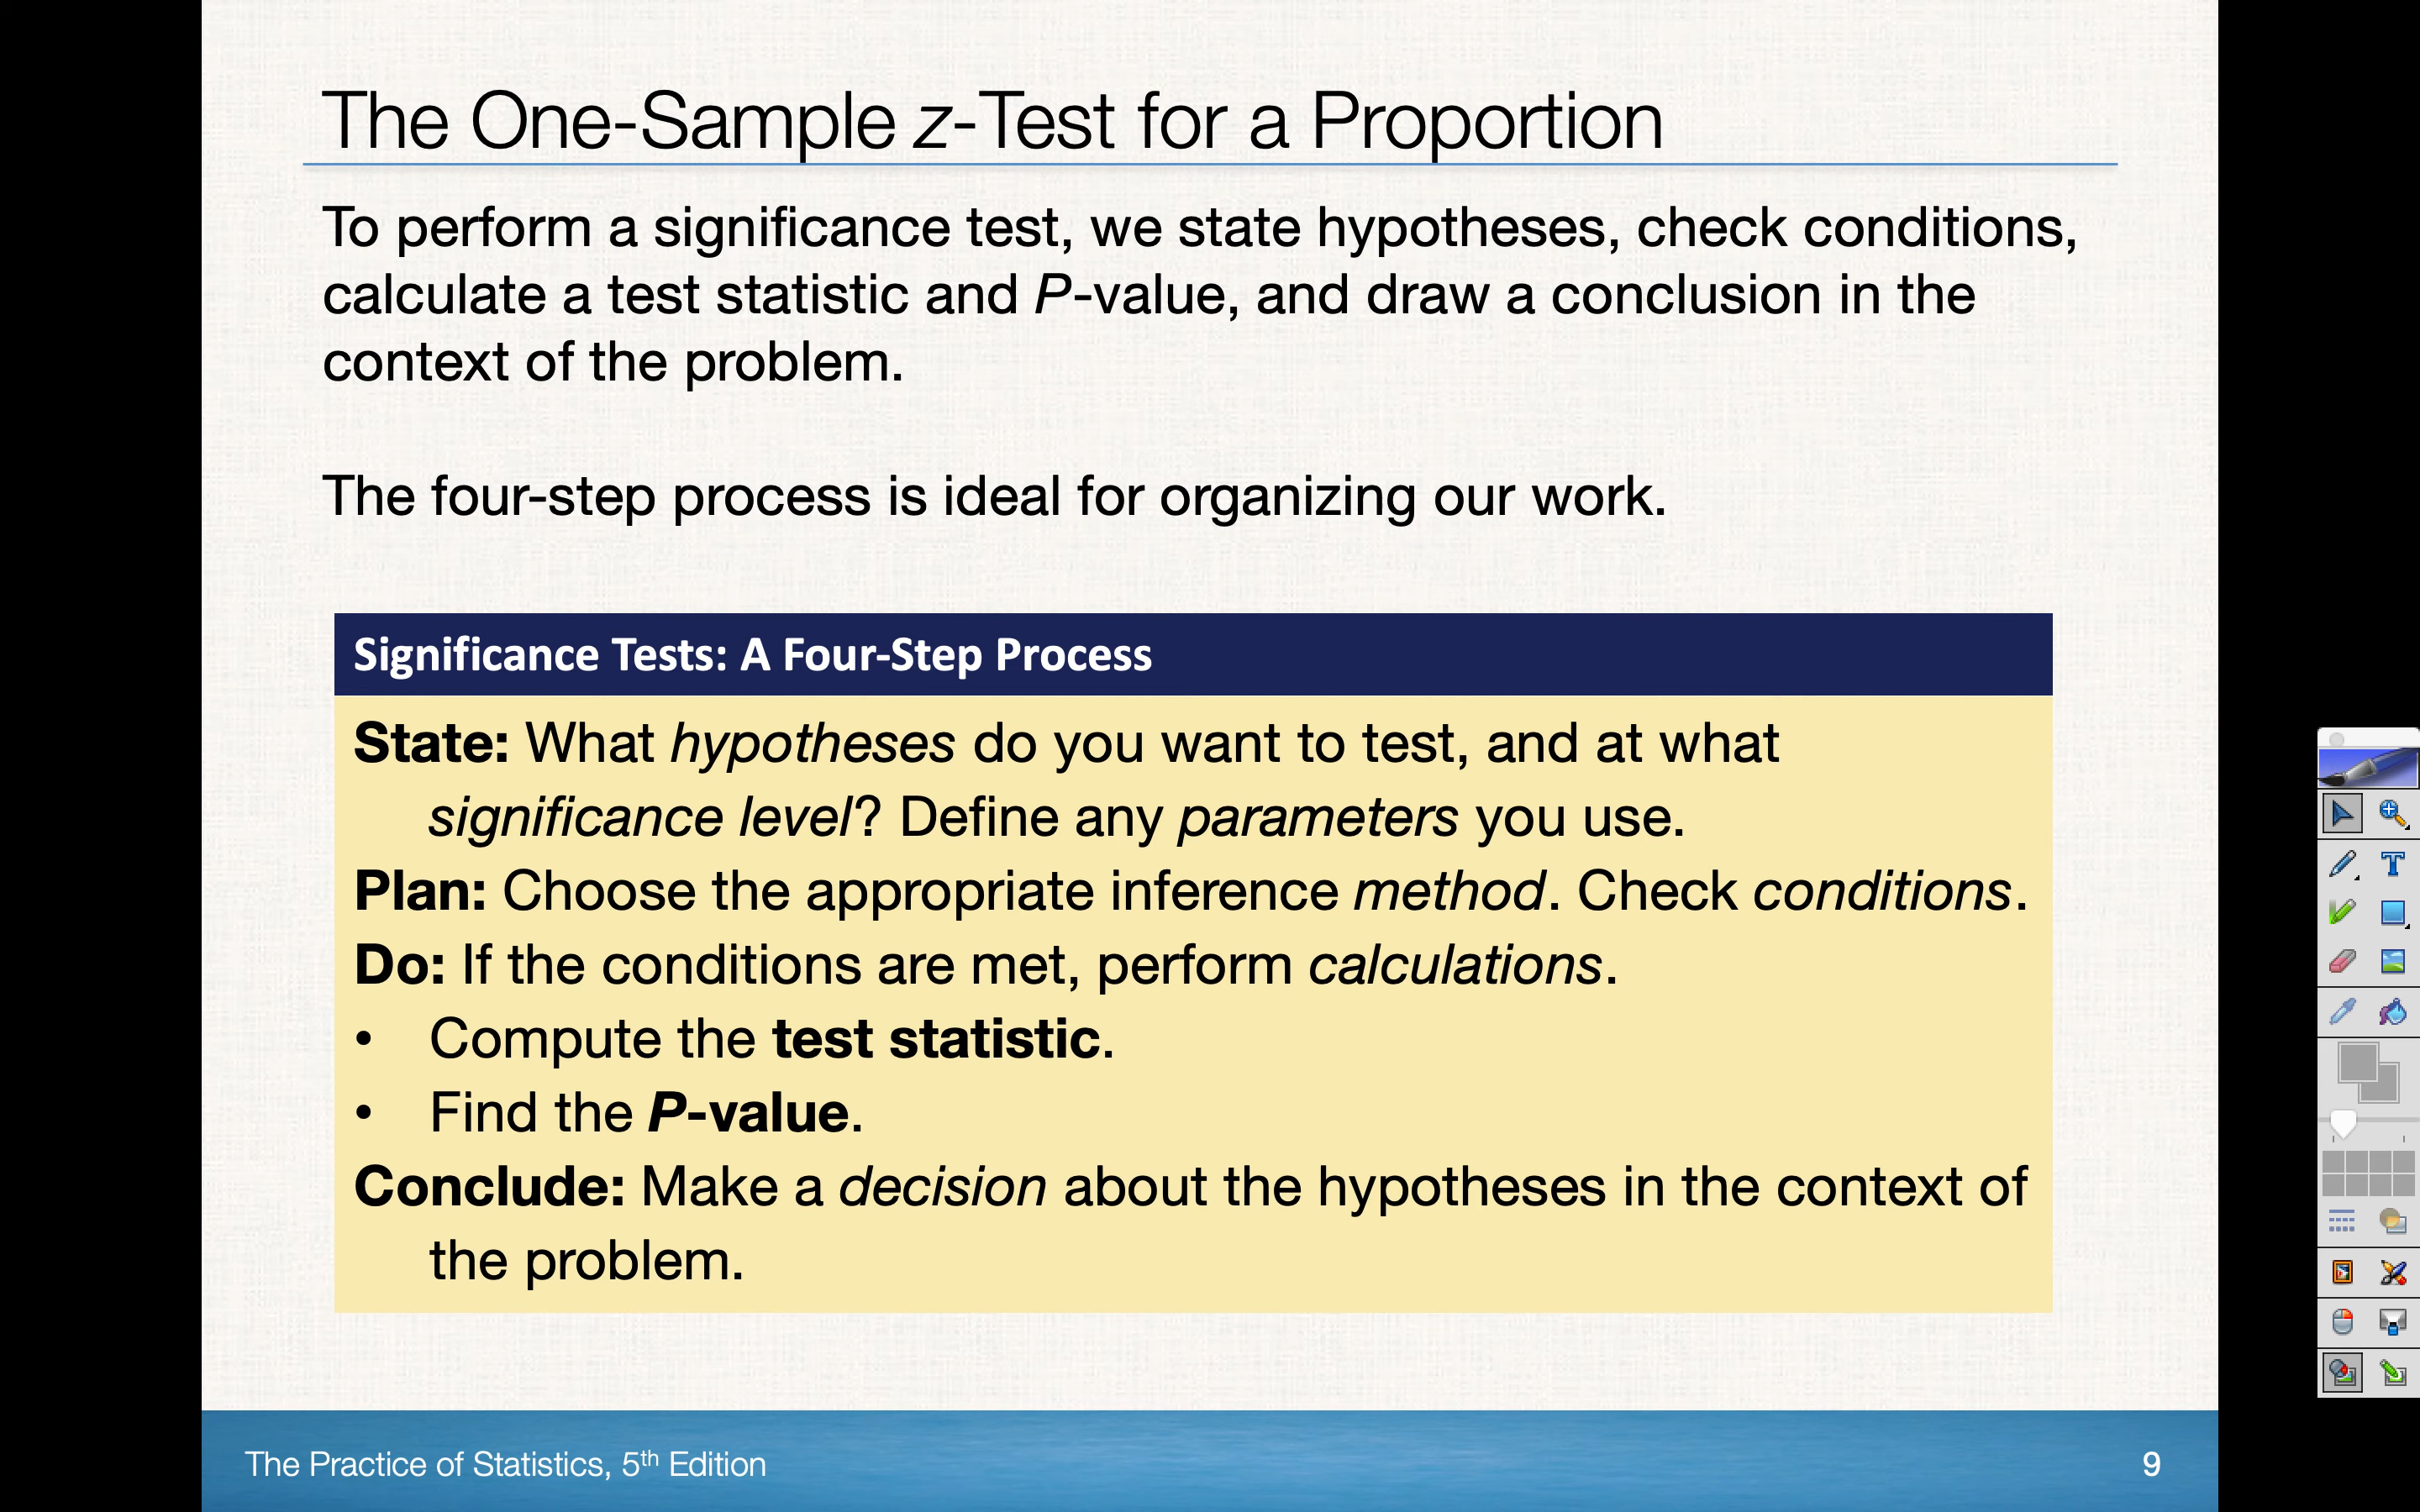 The One-Sample z-Test for a Proportion
To perform a significance test, we state hypotheses, check conditions,
calculate a test statistic and P-value, and draw a conclusion in the
context of the problem.
The four-step process is ideal for organizing our work.
Significance Tests: A Four-Step Process
State: What hypotheses do you want to test, and at what
significance level? Define any parameters you use.
Plan: Choose the appropriate inference method. Check conditions.
Do: If the conditions are met, perform calculations.
• Compute the test statistic.
• Find the P-value.
Conclude: Make a decision about the hypotheses in the context of
the problem.
The Practice of Statistics, 5th Edition
9